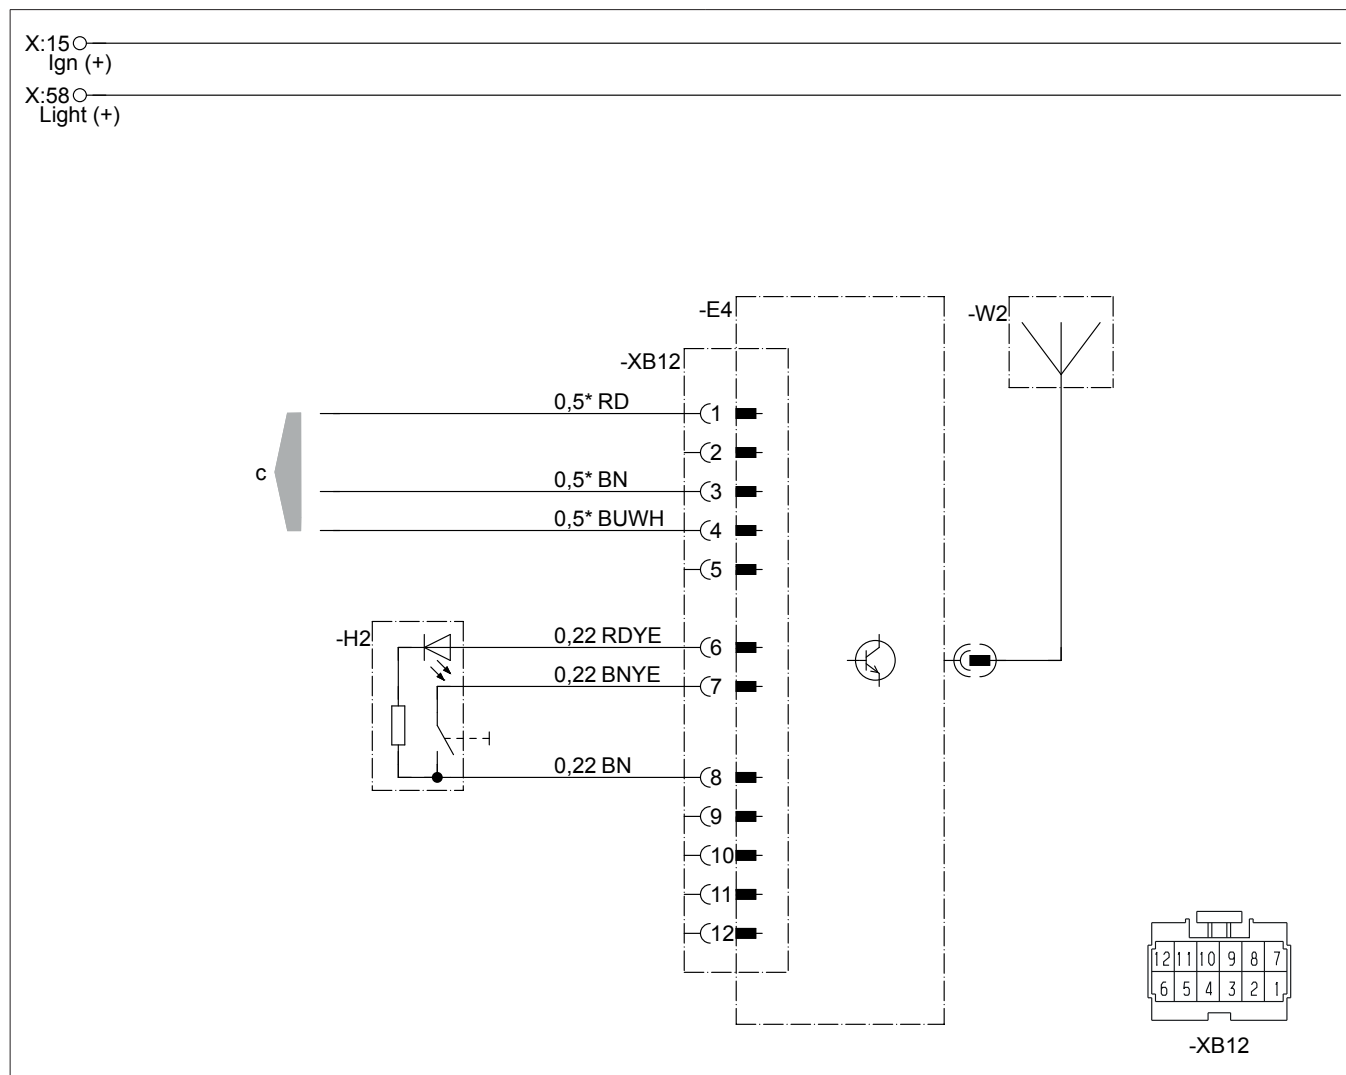 X:15
Ign (+)
X:58
Light (+)
-E4
-W2
-XB12
0,5* RD
1
2
c
0,5* BN
3
0,5* BUWH
4
5
-H2
0,22 RDYE
6
0,22 BNYE
7
0,22 BN
8
9
10
11
12
12 11 10 9 8 7
6 5 4 3 2 1
-XB12